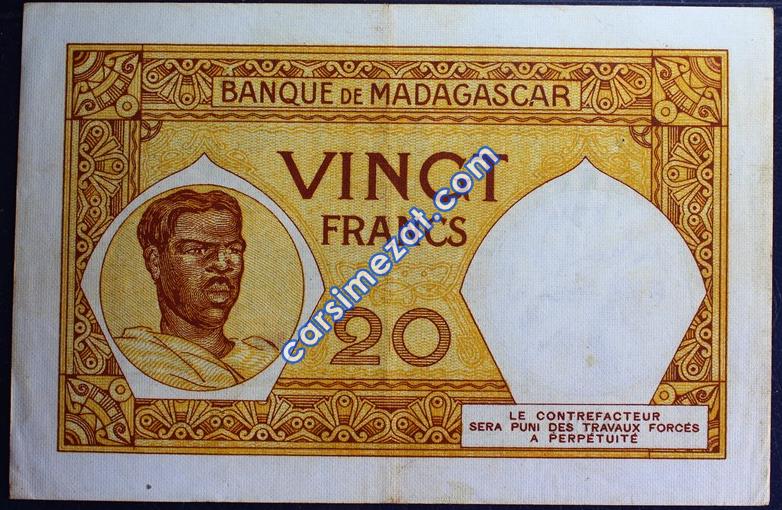 BANQUE DE MADAGASCAR
VINGT
FRANCS
20
carsimezat.com
LE CONTREFACTEUR
SERA PUNI DES TRAVAUX FORCÉS
A PERPÉTUITÉ